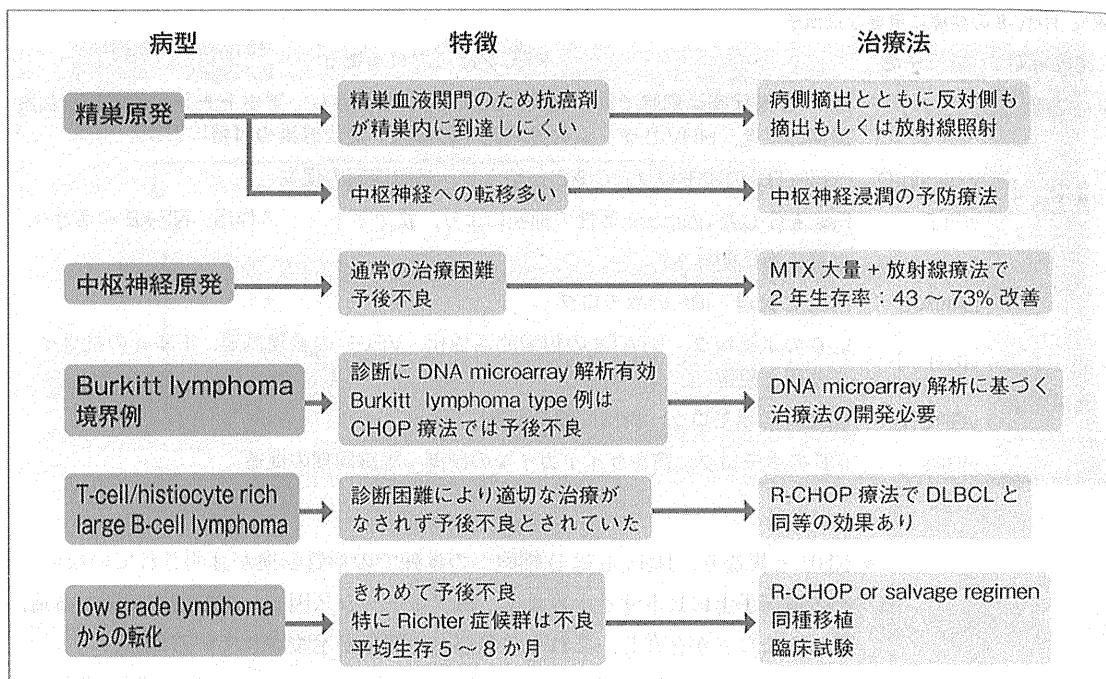 病型
特徴
治療法
精巣原発
精巣血液関門のため抗癌剤
が精巣内に到達しにくい
病側摘出とともに反対側も
摘出もしくは放射線照射
中枢神経への転移多い
中枢神経浸潤の予防療法
中枢神経原発
通常の治療困難
予後不良
MTX 大量 + 放射線療法で
2 年生存率：43 ～ 73% 改善
Burkitt lymphoma
境界例
診断に DNA microarray 解析有効
Burkitt lymphoma type 例は
CHOP 療法では予後不良
DNA microarray 解析に基づく
治療法の開発必要
T-cell/histiocyte rich
large B-cell lymphoma
診断困難により適切な治療が
なされず予後不良とされていた
R-CHOP 療法で DLBCL と
同等の効果あり
low grade lymphoma
からの転化
きわめて予後不良
特に Richter 症候群は不良
平均生存 5 ～ 8 か月
R-CHOP or salvage regimen
同種移植
臨床試験